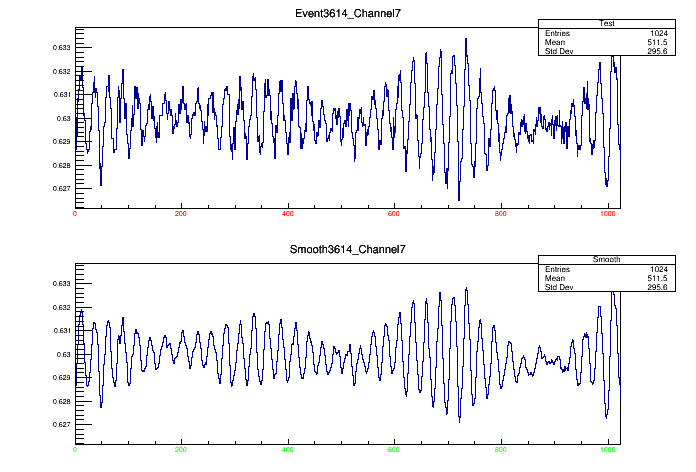 Event3614_Channel7
Test
Entries 1024
Mean 511.5
Std Dev 295.6
0.633
0.632
0.631
0.63
0.629
0.628
0.627
0 200 400 600 800 1000
Smooth3614_Channel7
Smooth
Entries 1024
Mean 511.5
Std Dev 295.6
0.633
0.632
0.631
0.63
0.629
0.628
0.627
0 200 400 600 800 1000